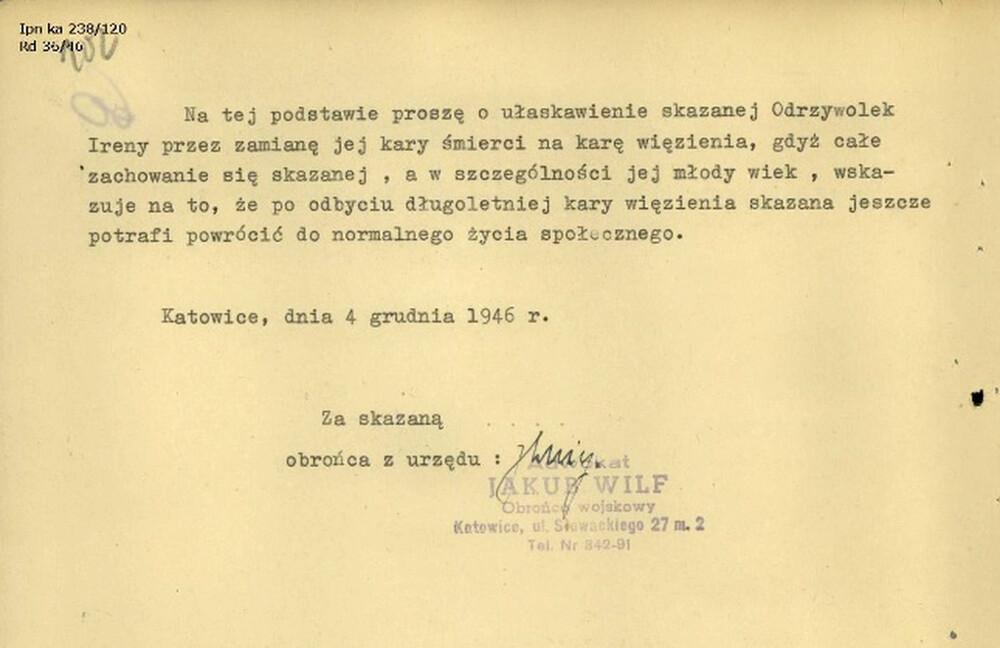 Ipn ka 238/120
Rd 36/46
60
Na tej podstawie proszę o ułaskawienie skazanej Odrzywolek
Ireny przez zamianę jej kary śmierci na karę więzienia, gdyż całe
zachowanie się skazanej , a w szczególności jej młody wiek , wska-
zuje na to, że po odbyciu długoletniej kary więzienia skazana jeszcze
potrafi powrócić do normalnego życia społecznego.
Katowice, dnia 4 grudnia 1946 r.
Za skazaną
obrońca z urzędu :
Adwokat
JAKUB WILF
Obrońca wojskowy
Katowice, ul. Słowackiego 27 m. 2
Tel. Nr 342-91